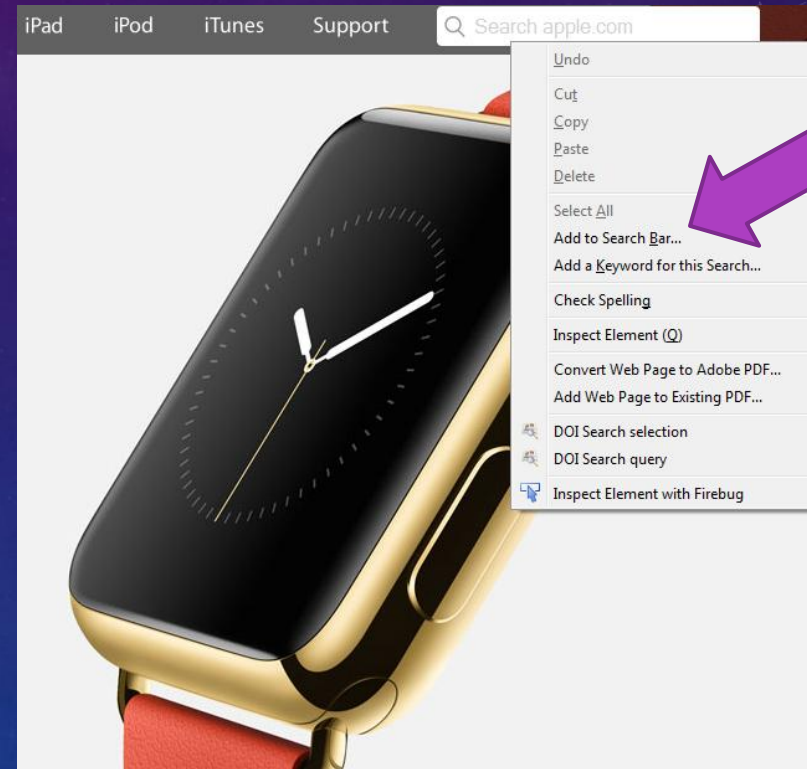 iPad iPod iTunes Support Search apple.com
Undo
Cut
Copy
Paste
Delete
Select All
Add to Search Bar...
Add a Keyword for this Search...
Check Spelling
Inspect Element (Q)
Convert Web Page to Adobe PDF...
Add Web Page to Existing PDF...
DOI Search selection
DOI Search query
Inspect Element with Firebug